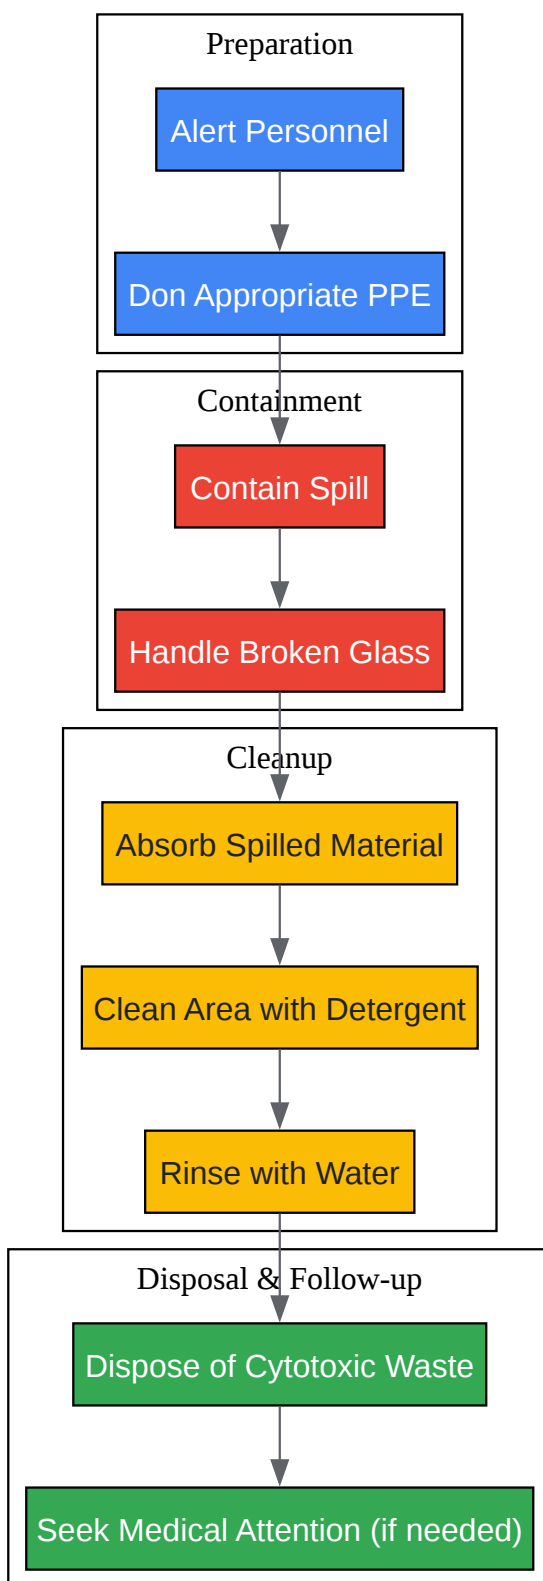 Preparation
Alert Personnel
Don Appropriate PPE
Containment
Contain Spill
Handle Broken Glass
Cleanup
Absorb Spilled Material
Clean Area with Detergent
Rinse with Water
Disposal & Follow-up
Dispose of Cytotoxic Waste
Seek Medical Attention (if needed)